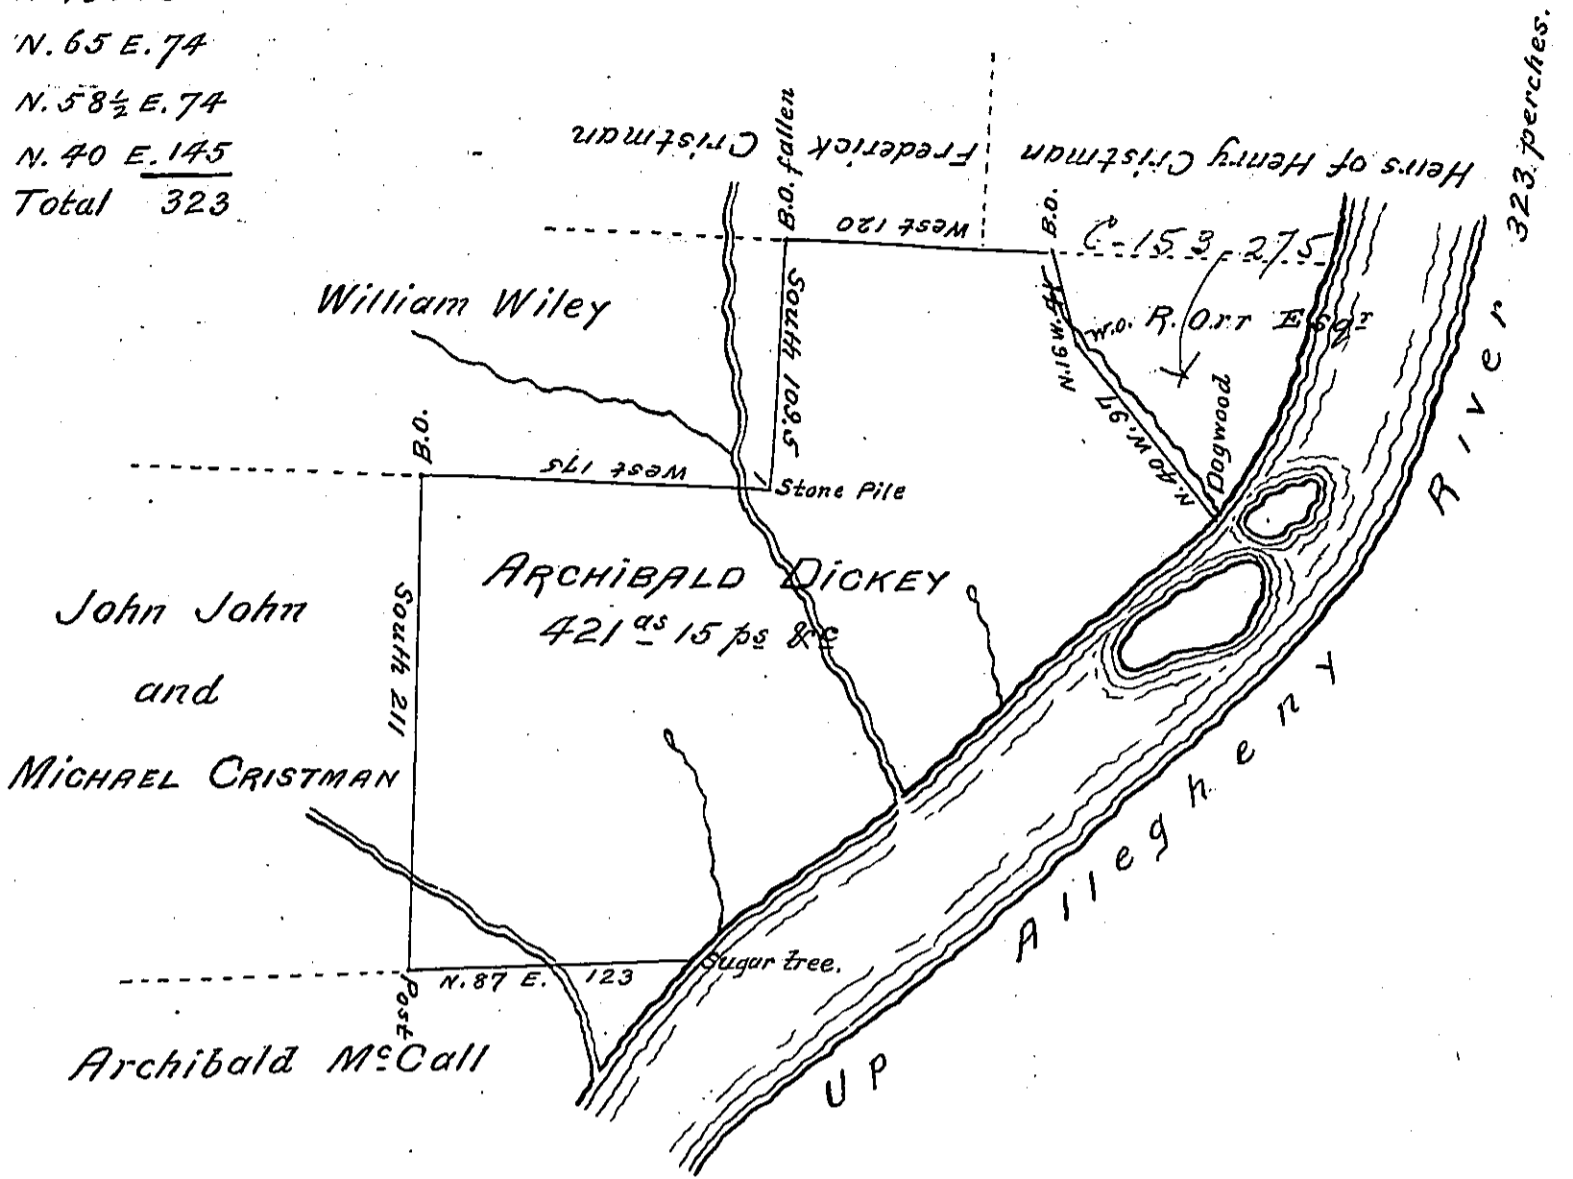 N. 65 E. 74
N. 58½ E. 74
N. 40 E. 145
Total 323
Frederick Cristman
Heirs of Henry Cristman
323 perches.
B.O. fallen
West 120
B.O.
C-153-275
William Wiley
South 109.5
N. 16 W. 44
W.O.
R. Orr Esqr
N. 40 W. 97
Dogwood
B.O.
West 175
Stone Pile
ARCHIBALD DICKEY
421 as 15 ps &c
John John
and
MICHAEL CRISTMAN
South 211
Post
N. 87 E. 123
Sugar tree.
Archibald McCall
UP Allegheny River